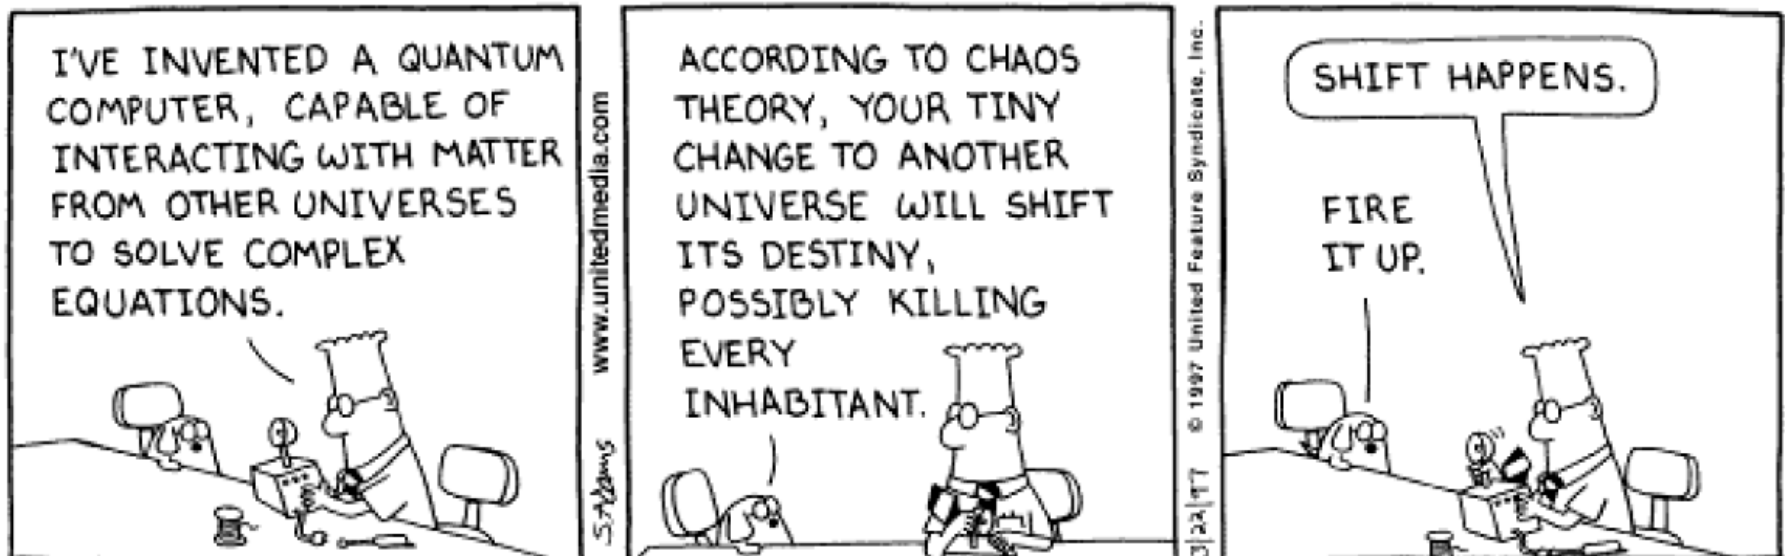 I'VE INVENTED A QUANTUM
COMPUTER, CAPABLE OF
INTERACTING WITH MATTER
FROM OTHER UNIVERSES
TO SOLVE COMPLEX
EQUATIONS.
S.Adams
www.unitedmedia.com
ACCORDING TO CHAOS
THEORY, YOUR TINY
CHANGE TO ANOTHER
UNIVERSE WILL SHIFT
ITS DESTINY,
POSSIBLY KILLING
EVERY
INHABITANT.
3/22/97 © 1997 United Feature Syndicate, Inc.
SHIFT HAPPENS.
FIRE
IT UP.